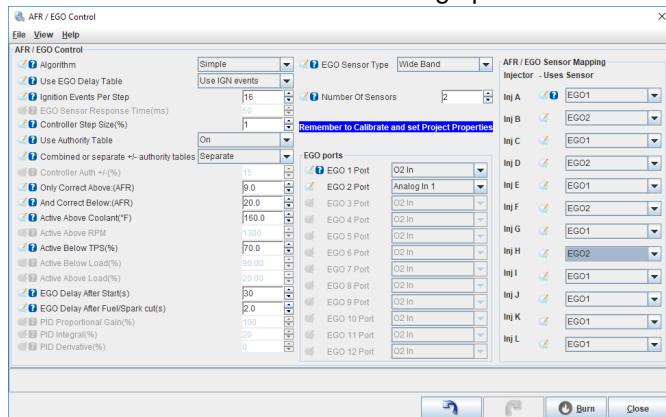 AFR / EGO Control
File View Help
AFR / EGO Control
Algorithm Simple
Use EGO Delay Table Use IGN events
Ignition Events Per Step 16
EGO Sensor Response Time(ms) 50
Controller Step Size(%) 1
Use Authority Table On
Combined or separate +/- authority tables Separate
Controller Auth +/-(%) 15
Only Correct Above:(AFR) 9.0
And Correct Below:(AFR) 20.0
Active Above Coolant(°F) 160.0
Active Above RPM 1300
Active Below TPS(%) 70.0
Active Below Load(%) 90.00
Active Above Load(%) 20.00
EGO Delay After Start(s) 30
EGO Delay After Fuel/Spark cut(s) 2.0
PID Proportional Gain(%) 100
PID Integral(%) 20
PID Derivative(%) 0
EGO Sensor Type Wide Band
Number Of Sensors 2
Remember to Calibrate and set Project Properties
EGO ports
EGO 1 Port O2 In
EGO 2 Port Analog In 1
EGO 3 Port O2 In
EGO 4 Port O2 In
EGO 5 Port O2 In
EGO 6 Port O2 In
EGO 7 Port O2 In
EGO 8 Port O2 In
EGO 9 Port O2 In
EGO 10 Port O2 In
EGO 11 Port O2 In
EGO 12 Port O2 In
AFR / EGO Sensor Mapping
Injector - Uses Sensor
Inj A EGO1
Inj B EGO2
Inj C EGO1
Inj D EGO2
Inj E EGO1
Inj F EGO2
Inj G EGO1
Inj H EGO2
Inj I EGO1
Inj J EGO1
Inj K EGO1
Inj L EGO1
Burn Close